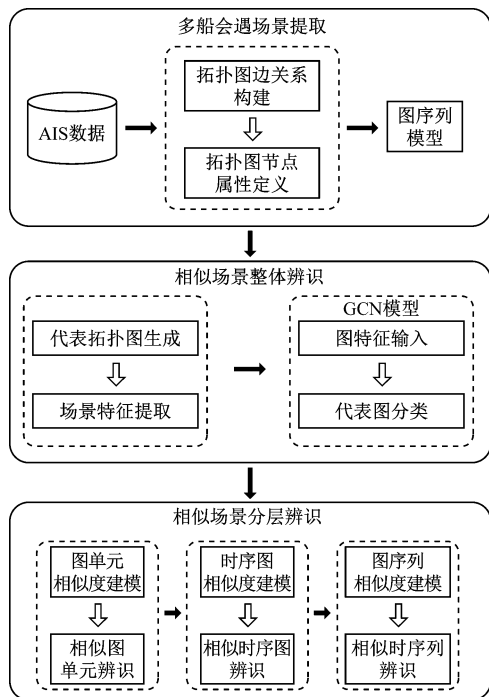 多船会遇场景提取
AIS数据
拓扑图边关系
构建
拓扑图节点
属性定义
图序列
模型
相似场景整体辨识
代表拓扑图生成
场景特征提取
GCN模型
图特征输入
代表图分类
相似场景分层辨识
图单元
相似度建模
相似图
单元辨识
时序图
相似度建模
相似时序图
辨识
图序列
相似度建模
相似时序列
辨识